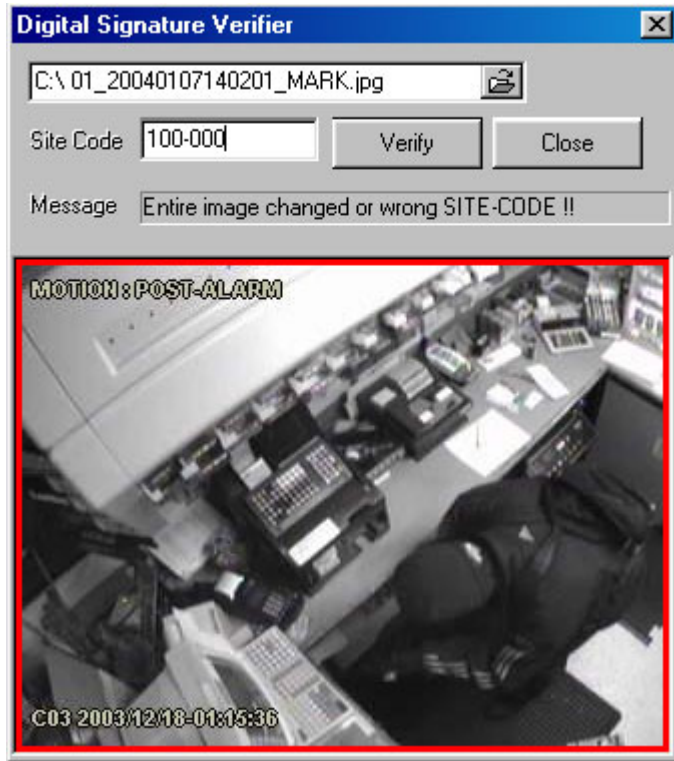 Digital Signature Verifier
C:\ 01_20040107140201_MARK.jpg
Site Code 100-000 Verify Close
Message Entire image changed or wrong SITE-CODE !!
MOTION : POST-ALARM
C03 2003/12/18-01:15:36